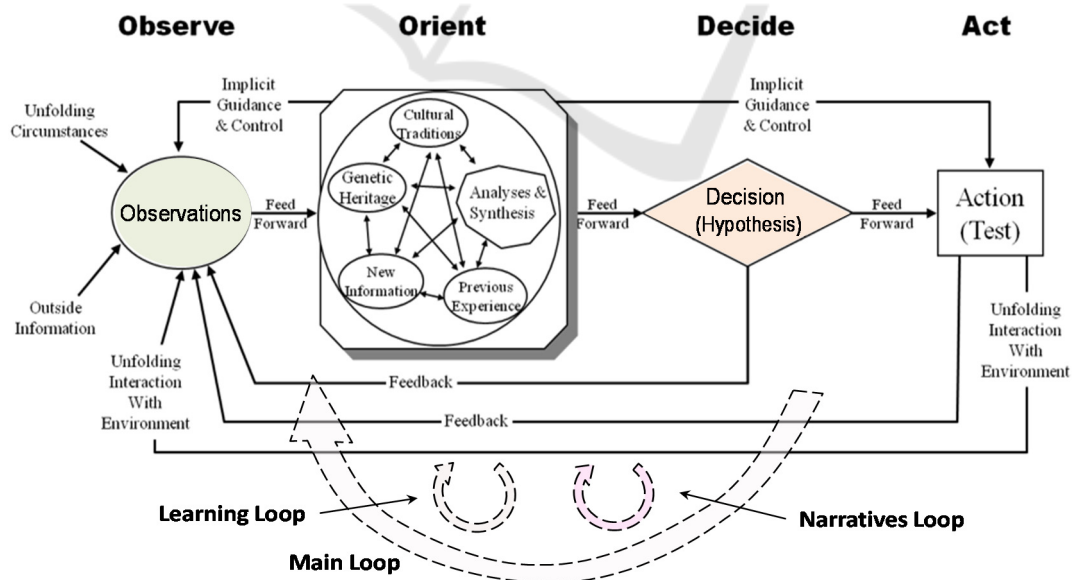 Observe
Orient
Decide
Act
Unfolding
Circumstances
Implicit
Guidance
& Control
Implicit
Guidance
& Control
Observations
Outside
Information
Feed
Forward
Cultural
Traditions
Genetic
Heritage
Analyses &
Synthesis
New
Information
Previous
Experience
Feed
Forward
Decision
(Hypothesis)
Feed
Forward
Action
(Test)
Unfolding
Interaction
With
Environment
Unfolding
Interaction
With
Environment
Feedback
Feedback
Learning Loop
Narratives Loop
Main Loop